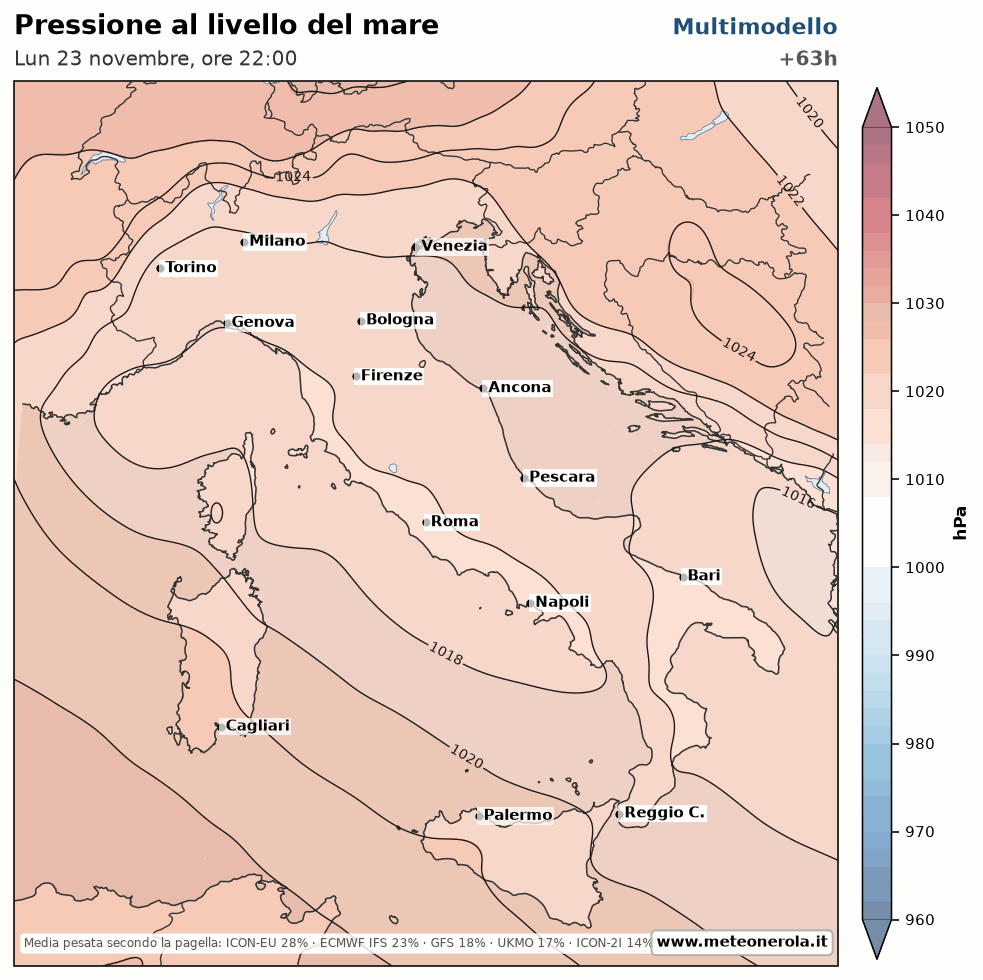 Pressione al livello del mare
Multimodello
Lun 23 novembre, ore 22:00
+63h
1020
1022
1024
Milano
Venezia
Torino
Genova
Bologna
1024
Firenze
Ancona
Pescara
1016
Roma
Bari
Napoli
1018
Cagliari
1020
Palermo
Reggio C.
1050
1040
1030
1020
1010
1000
990
980
970
960
hPa
Media pesata secondo la pagella: ICON-EU 28% · ECMWF IFS 23% · GFS 18% · UKMO 17% · ICON-2I 14%
www.meteonerola.it